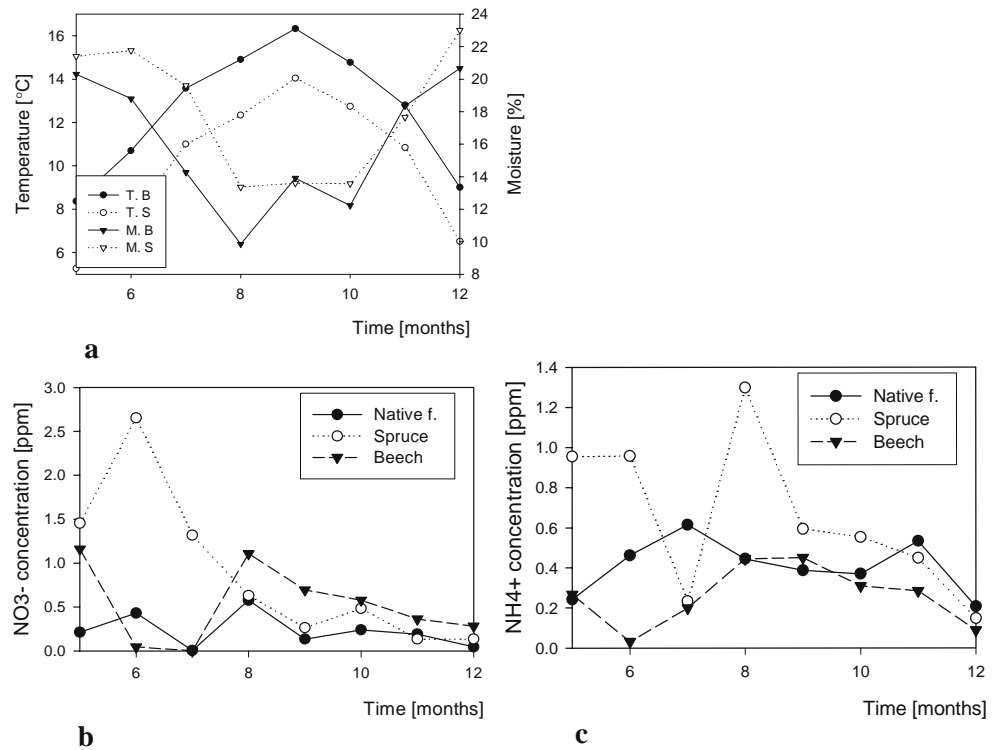 24
16
22
14
20
12
18
16
10
14
8
12
6
10
8
Temperature [°C]
Moisture [%]
T. B
T. S
M. B
M. S
6 8 10 12
Time [months]
a
3.0
2.5
2.0
1.5
1.0
0.5
0.0
NO3- concentration [ppm]
Native f.
Spruce
Beech
6 8 10 12
Time [months]
b
1.4
1.2
1.0
0.8
0.6
0.4
0.2
0.0
NH4+ concentration [ppm]
Native f.
Spruce
Beech
6 8 10 12
Time [months]
c